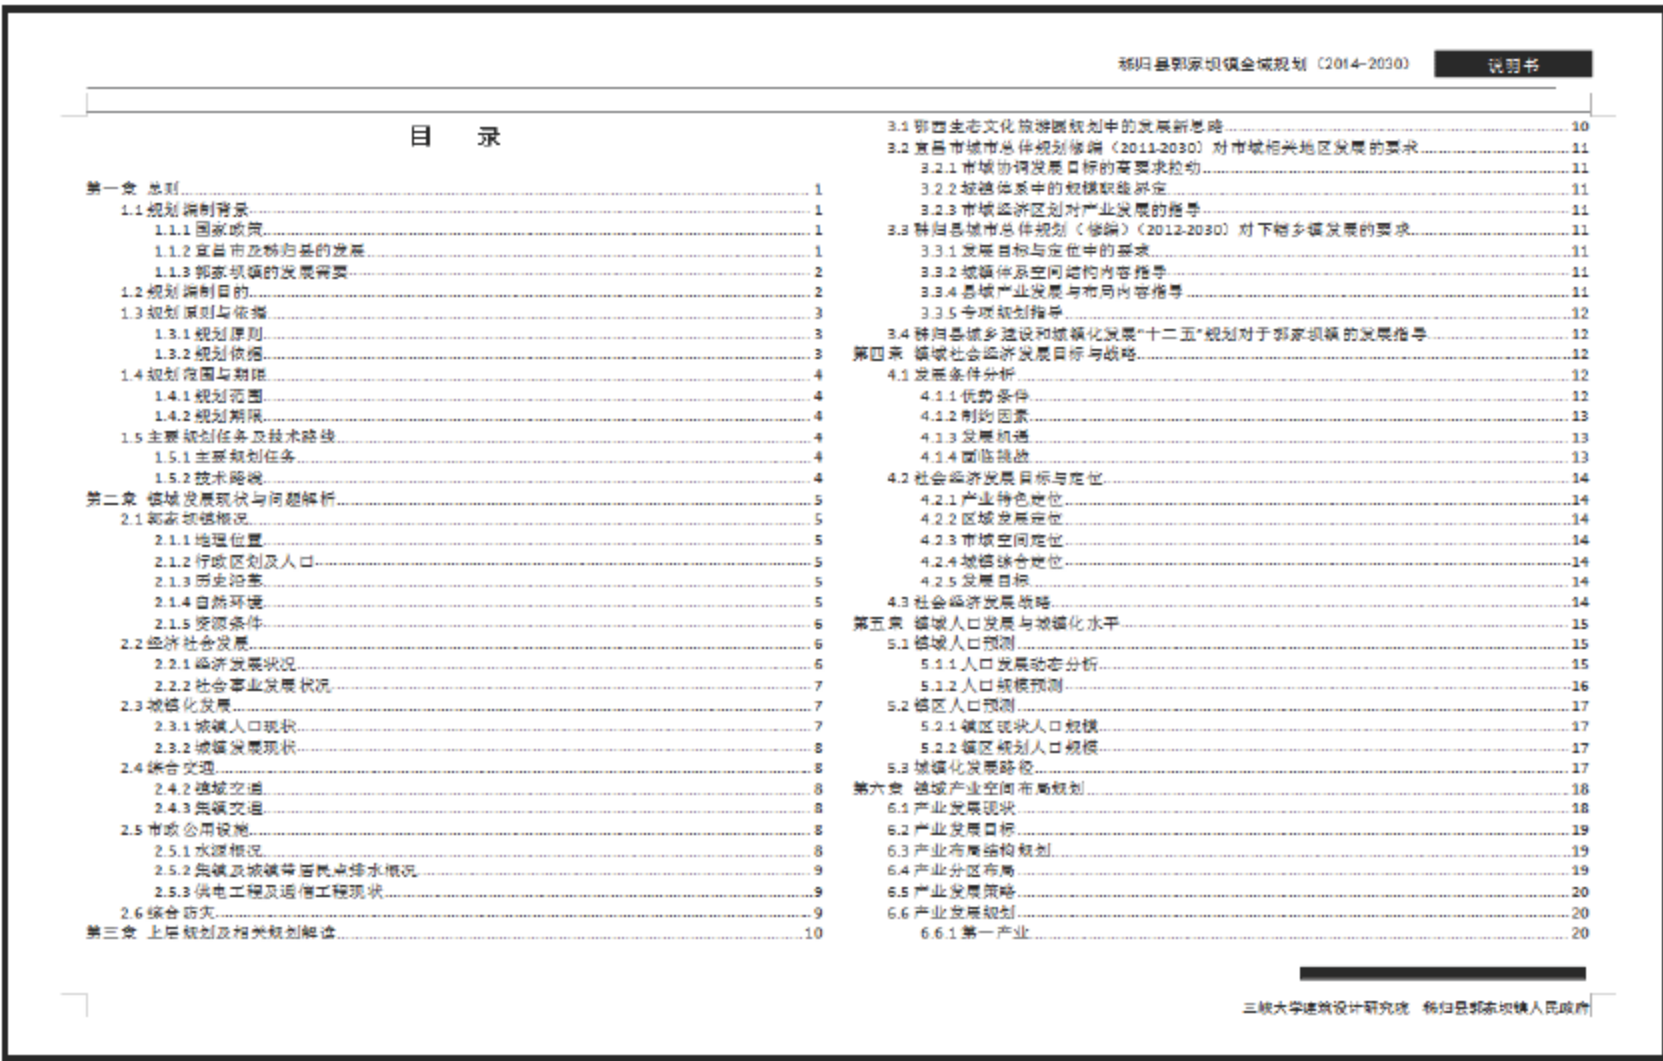 秭归县郭家坝镇全域规划（2014-2030） 说明书
目 录
第一章 总则 1
1.1 规划编制背景 1
1.1.1 国家政策 1
1.1.2 宜昌市及秭归县的发展 1
1.1.3 郭家坝镇的发展需要 2
1.2 规划编制目的 2
1.3 规划原则与依据 3
1.3.1 规划原则 3
1.3.2 规划依据 3
1.4 规划范围与期限 4
1.4.1 规划范围 4
1.4.2 规划期限 4
1.5 主要规划任务及技术路线 4
1.5.1 主要规划任务 4
1.5.2 技术路线 4
第二章 镇域发展现状与问题解析 5
2.1 郭家坝镇概况 5
2.1.1 地理位置 5
2.1.2 行政区划及人口 5
2.1.3 历史沿革 5
2.1.4 自然环境 5
2.1.5 资源条件 6
2.2 经济社会发展 6
2.2.1 经济发展状况 6
2.2.2 社会事业发展状况 7
2.3 城镇化发展 7
2.3.1 城镇人口现状 7
2.3.2 城镇发展现状 8
2.4 综合交通 8
2.4.2 镇域交通 8
2.4.3 集镇交通 8
2.5 市政公用设施 8
2.5.1 水源概况 8
2.5.2 集镇及城镇带居民点排水概况 9
2.5.3 供电工程及通信工程现状 9
2.6 综合防灾 9
第三章 上层规划及相关规划解读 10
3.1 鄂西生态文化旅游圈规划中的发展新思路 10
3.2 宜昌市城市总体规划修编（2011-2030）对市域相关地区发展的要求 11
3.2.1 市域协调发展目标的高要求拉动 11
3.2.2 城镇体系中的规模职能界定 11
3.2.3 市域经济区划对产业发展的指导 11
3.3 秭归县城市总体规划（修编）（2012-2030）对下辖乡镇发展的要求 11
3.3.1 发展目标与定位中的要求 11
3.3.2 城镇体系空间结构内容指导 11
3.3.4 县域产业发展与布局内容指导 11
3.3.5 专项规划指导 12
3.4 秭归县城乡建设和城镇化发展“十二五”规划对于郭家坝镇的发展指导 12
第四章 镇域社会经济发展目标与战略 12
4.1 发展条件分析 12
4.1.1 优势条件 12
4.1.2 制约因素 13
4.1.3 发展机遇 13
4.1.4 面临挑战 13
4.2 社会经济发展目标与定位 14
4.2.1 产业特色定位 14
4.2.2 区域发展定位 14
4.2.3 市域空间定位 14
4.2.4 城镇综合定位 14
4.2.5 发展目标 14
4.3 社会经济发展战略 14
第五章 镇域人口发展与城镇化水平 15
5.1 镇域人口预测 15
5.1.1 人口发展动态分析 15
5.1.2 人口规模预测 16
5.2 镇区人口预测 17
5.2.1 镇区现状人口规模 17
5.2.2 镇区规划人口规模 17
5.3 城镇化发展路径 17
第六章 镇域产业空间布局规划 18
6.1 产业发展现状 18
6.2 产业发展目标 19
6.3 产业布局结构规划 19
6.4 产业分区布局 19
6.5 产业发展策略 20
6.6 产业发展规划 20
6.6.1 第一产业 20
三峡大学建筑设计研究院 秭归县郭家坝镇人民政府